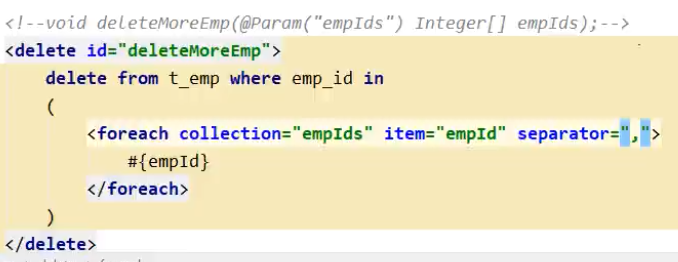 <!--void deleteMoreEmp(@Param("empIds") Integer[] empIds);-->
<delete id="deleteMoreEmp">
delete from t_emp where emp_id in
(
<foreach collection="empIds" item="empId" separator=",">
#{empId}
</foreach>
)
</delete>